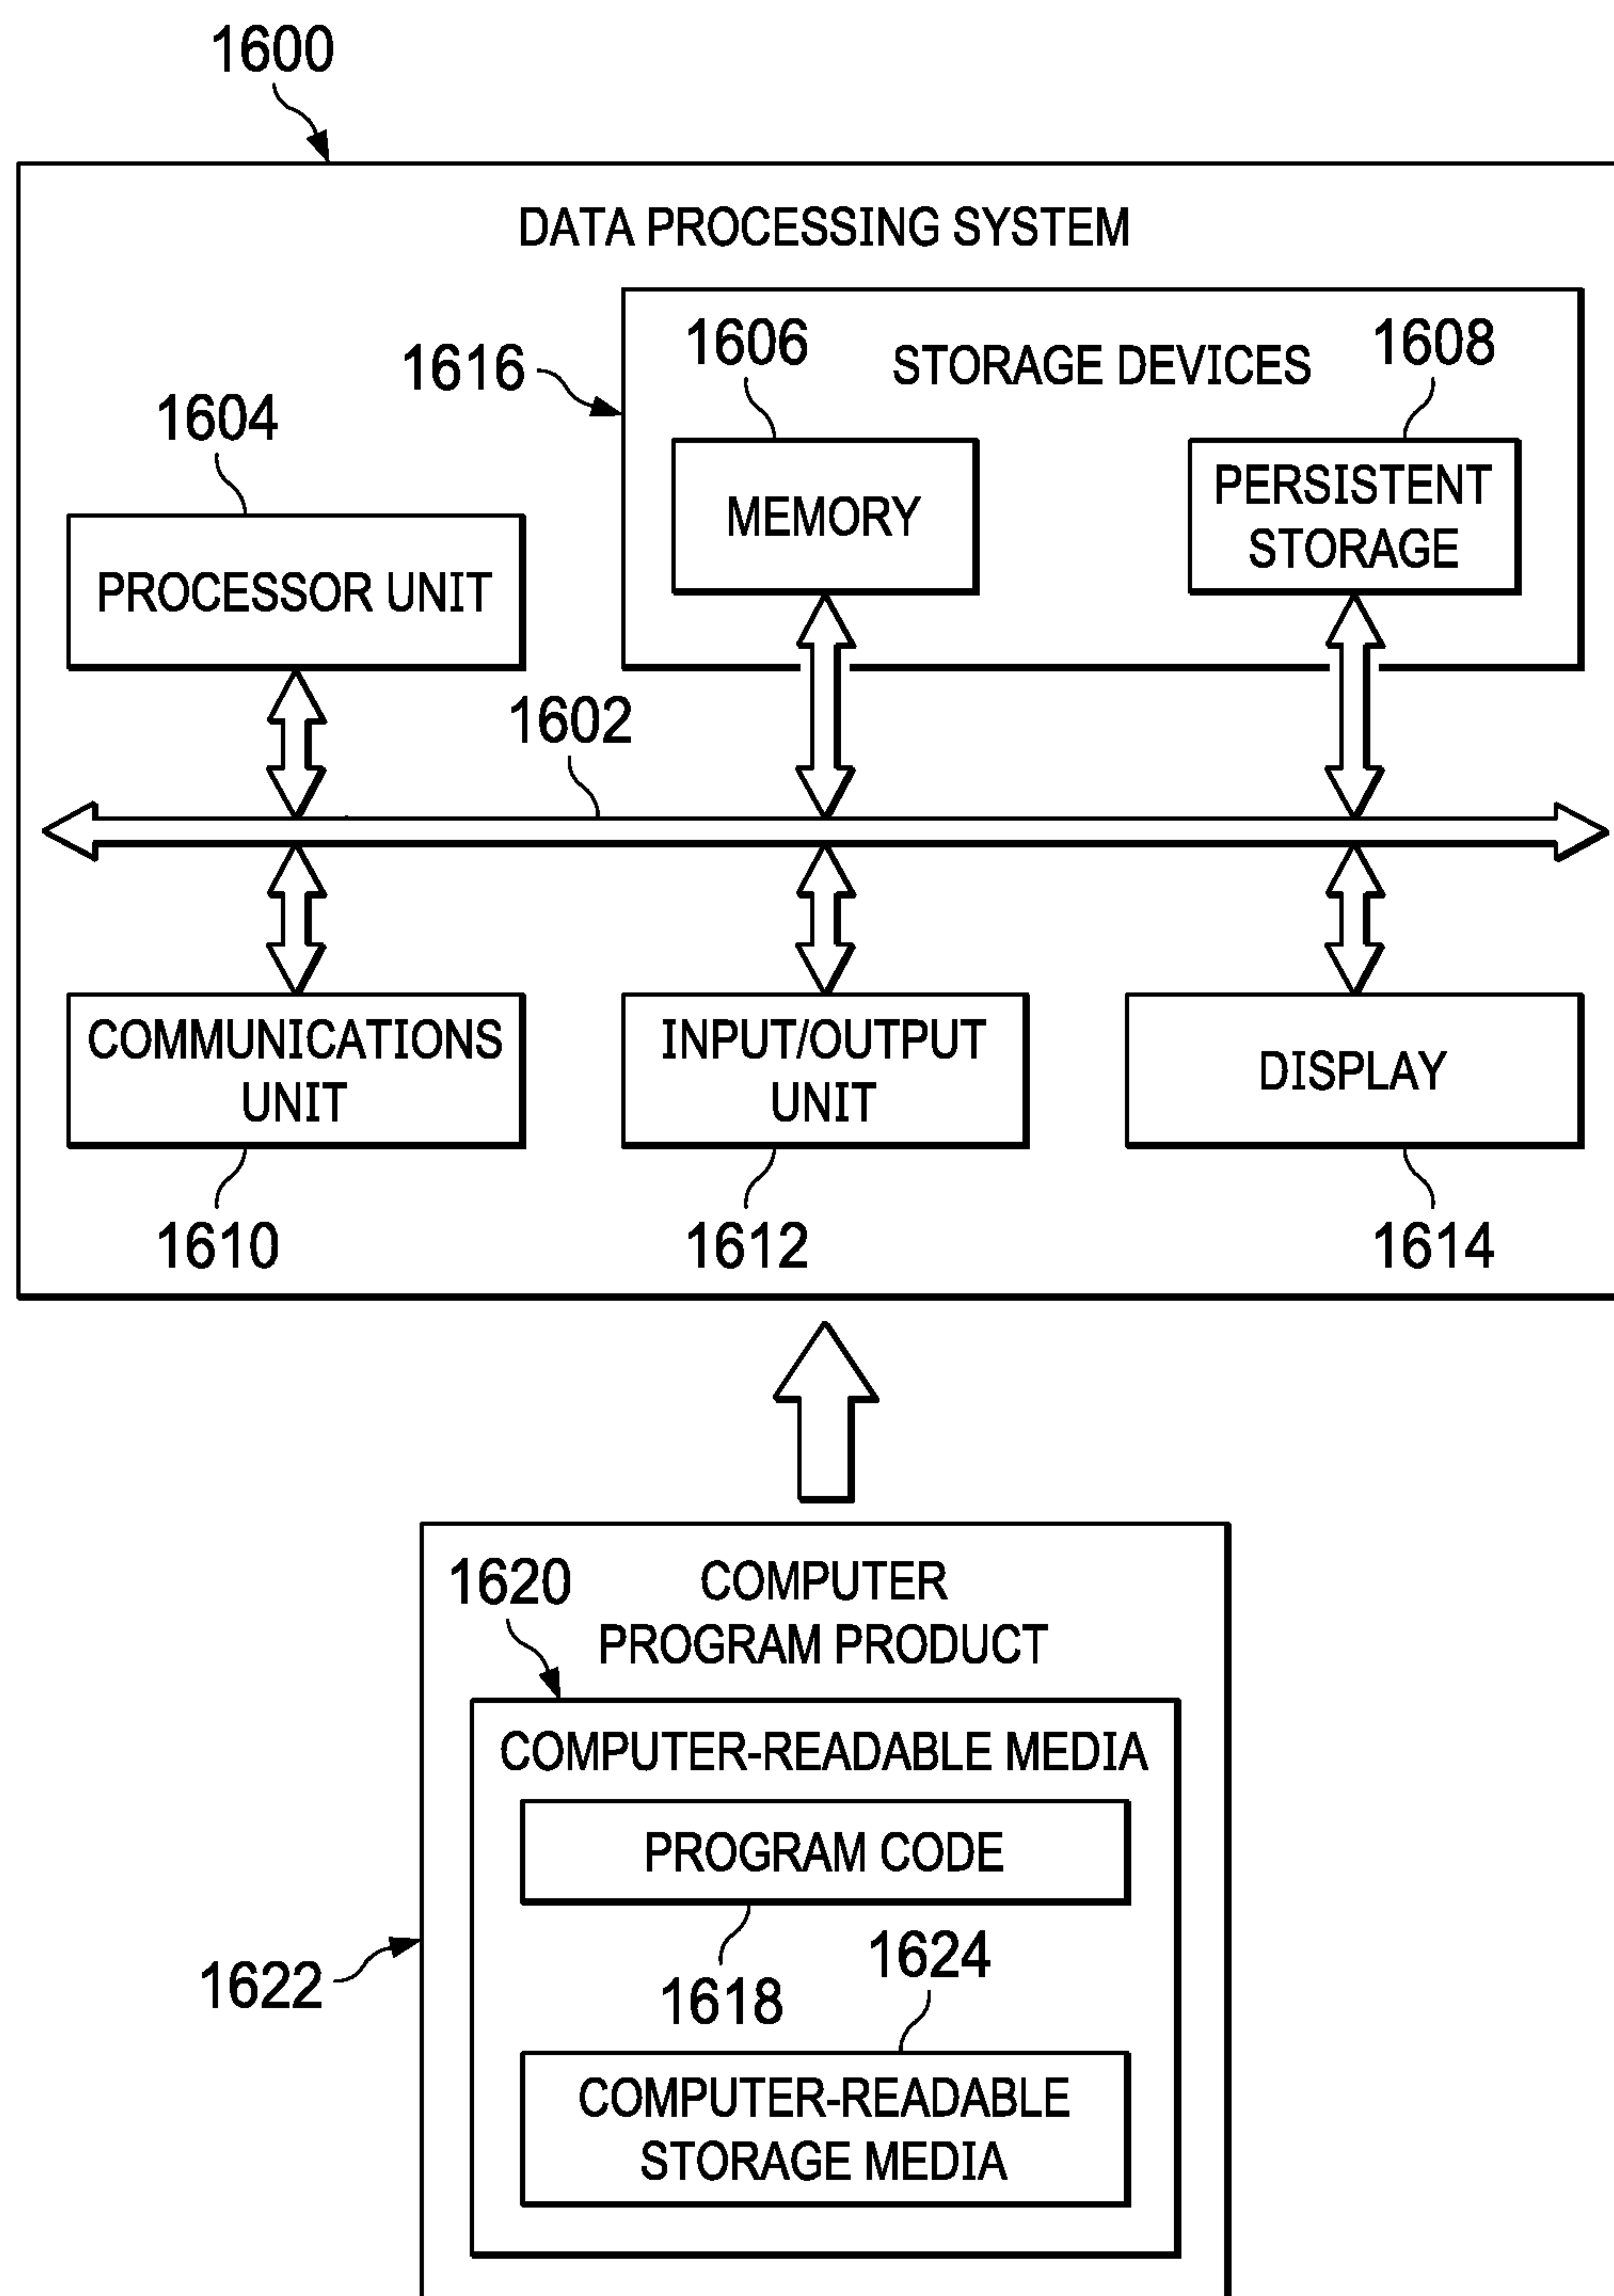 1600
DATA PROCESSING SYSTEM
1616
1606
STORAGE DEVICES
1608
1604
MEMORY
PERSISTENT
STORAGE
PROCESSOR UNIT
1602
COMMUNICATIONS
UNIT
INPUT/OUTPUT
UNIT
DISPLAY
1610
1612
1614
1620
COMPUTER
PROGRAM PRODUCT
COMPUTER-READABLE MEDIA
PROGRAM CODE
1622
1618
1624
COMPUTER-READABLE
STORAGE MEDIA